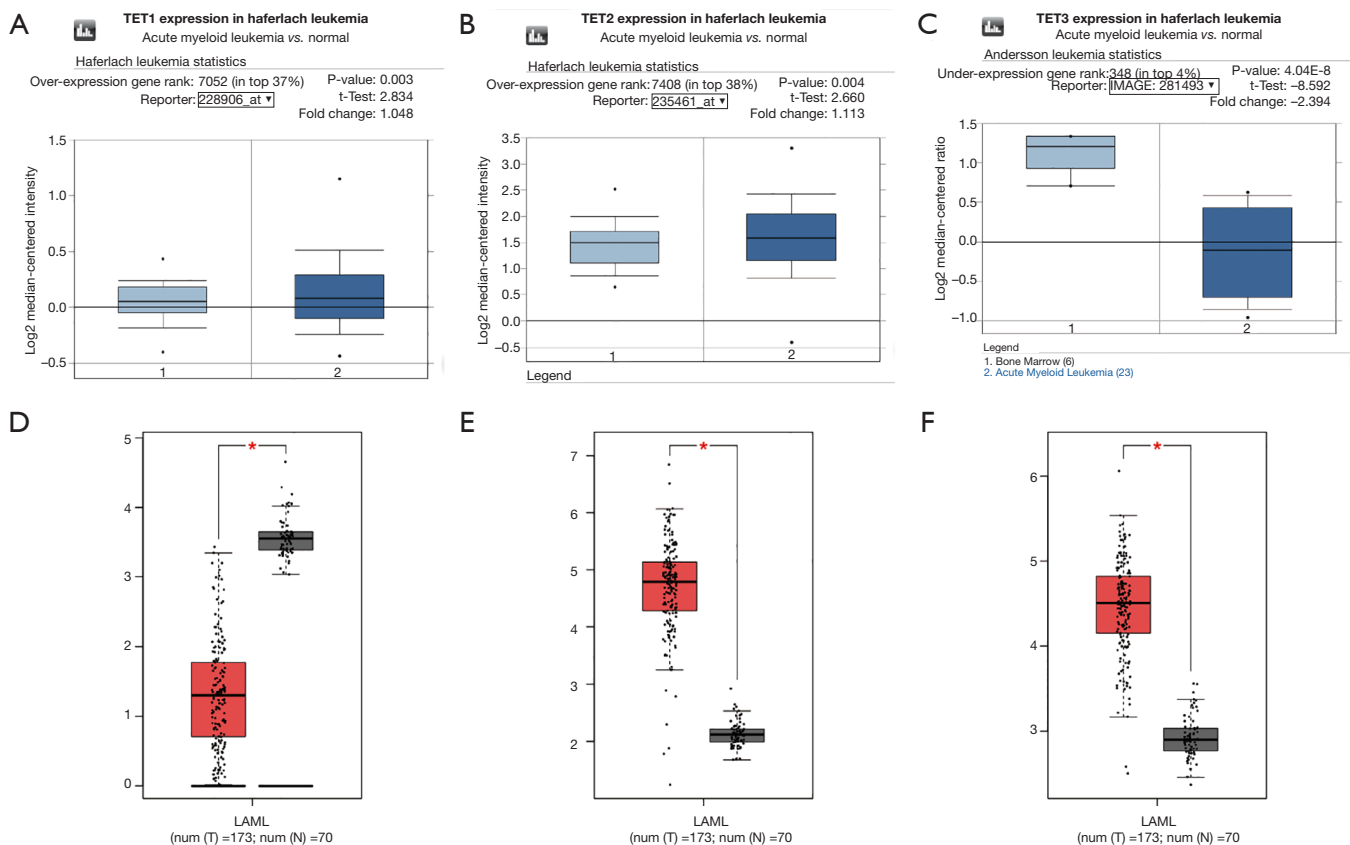 A
TET1 expression in haferlach leukemia
Acute myeloid leukemia vs. normal
Haferlach leukemia statistics
Over-expression gene rank: 7052 (in top 37%)
P-value: 0.003
Reporter: 228906_at ▼
t-Test: 2.834
Fold change: 1.048
Log2 median-centered intensity
1.5
1.0
0.5
0.0
−0.5
1
2
B
TET2 expression in haferlach leukemia
Acute myeloid leukemia vs. normal
Haferlach leukemia statistics
Over-expression gene rank: 7408 (in top 38%)
P-value: 0.004
Reporter: 235461_at ▼
t-Test: 2.660
Fold change: 1.113
Log2 median-centered intensity
3.5
3.0
2.5
2.0
1.5
1.0
0.5
0.0
−0.5
1
2
Legend
C
TET3 expression in haferlach leukemia
Acute myeloid leukemia vs. normal
Andersson leukemia statistics
Under-expression gene rank:348 (in top 4%)
P-value: 4.04E-8
Reporter: IMAGE: 281493 ▼
t-Test: −8.592
Fold change: −2.394
Log2 median-centered ratio
1.5
1.0
0.5
0.0
−0.5
−1.0
1
2
Legend
1. Bone Marrow (6)
2. Acute Myeloid Leukemia (23)
D
5
4
3
2
1
0
*
LAML
(num (T) =173; num (N) =70
E
7
6
5
4
3
2
*
LAML
(num (T) =173; num (N) =70
F
6
5
4
3
*
LAML
(num (T) =173; num (N) =70